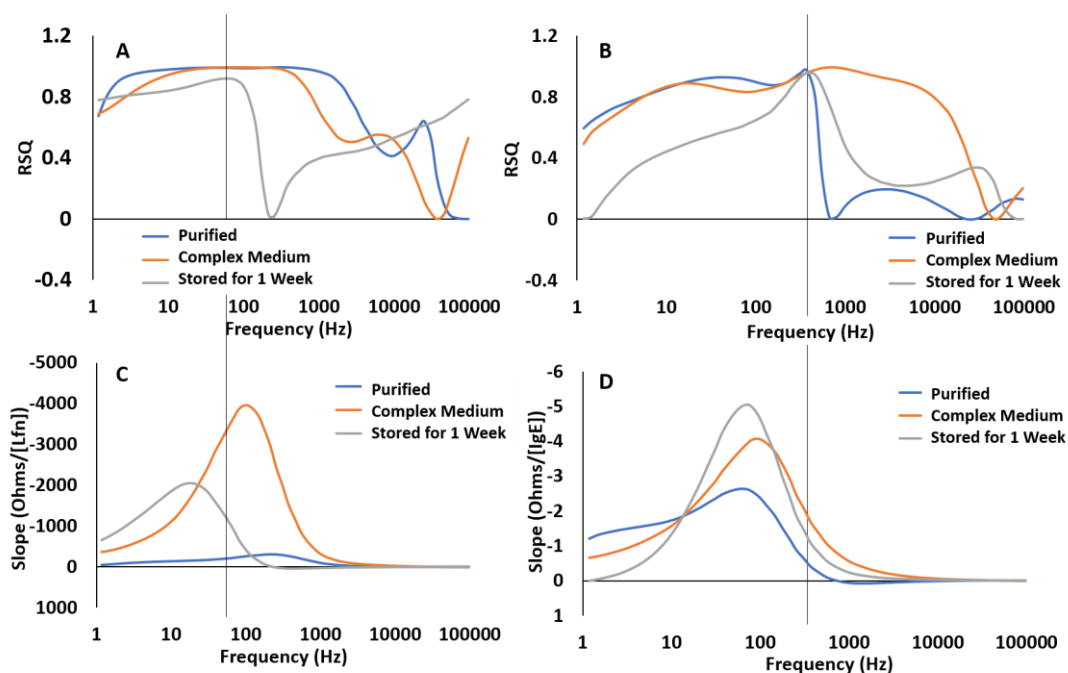 A
1.2
0.8
0.4
0
-0.4
RSQ
Purified
Complex Medium
Stored for 1 Week
1 10 100 1000 10000 100000
Frequency (Hz)
B
1.2
0.8
0.4
0
-0.4
RSQ
Purified
Complex Medium
Stored for 1 Week
1 10 100 1000 10000 100000
Frequency (Hz)
C
-5000
-4000
-3000
-2000
-1000
0
1000
Slope (Ohms/[Lfn])
Purified
Complex Medium
Stored for 1 Week
1 10 100 1000 10000 100000
Frequency (Hz)
D
-6
-5
-4
-3
-2
-1
0
1
Slope (Ohms/[IgE])
Purified
Complex Medium
Stored for 1 Week
1 10 100 1000 10000 100000
Frequency (Hz)